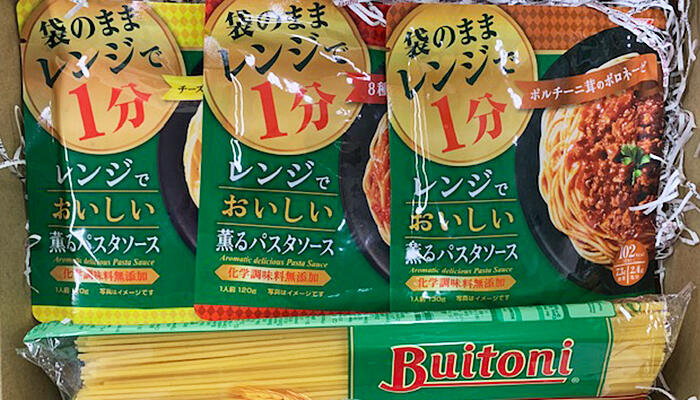 袋のまま
レンジで
1分
チーズ
レンジで
おいしい
薫るパスタソース
Aromatic delicious Pasta Sauce
化学調味料無添加
写真はイメージです
袋のまま
レンジで
1分
8種
レンジで
おいしい
薫るパスタソース
Aromatic delicious Pasta Sauce
化学調味料無添加
1人前 120g 写真はイメージです
袋のまま
レンジで
1分
ポルチーニ茸のボロネーゼ
レンジで
おいしい
薫るパスタソース
Aromatic delicious Pasta Sauce
化学調味料無添加
1人前 130g 写真はイメージです
102
7.3g 2.4g
Buitoni